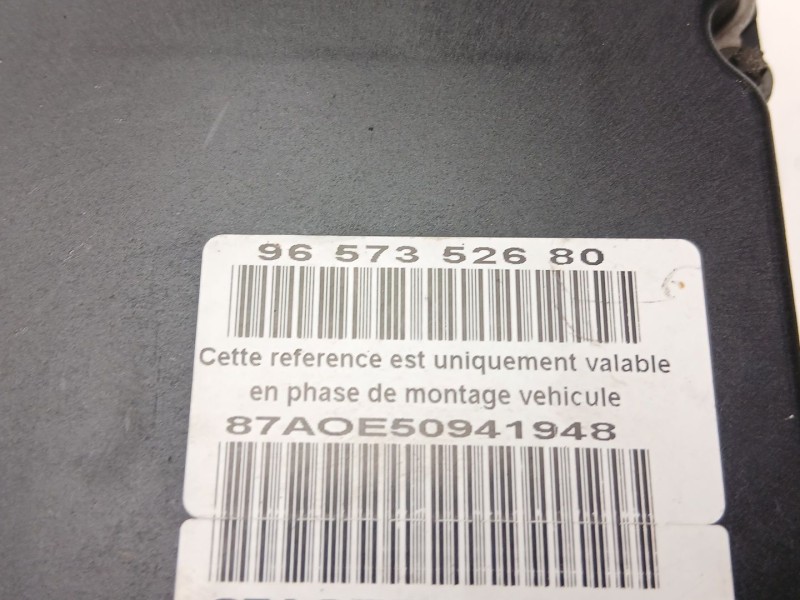 96 573 526 80
Cette reference est uniquement valable
en phase de montage vehicule
87AOE50941948